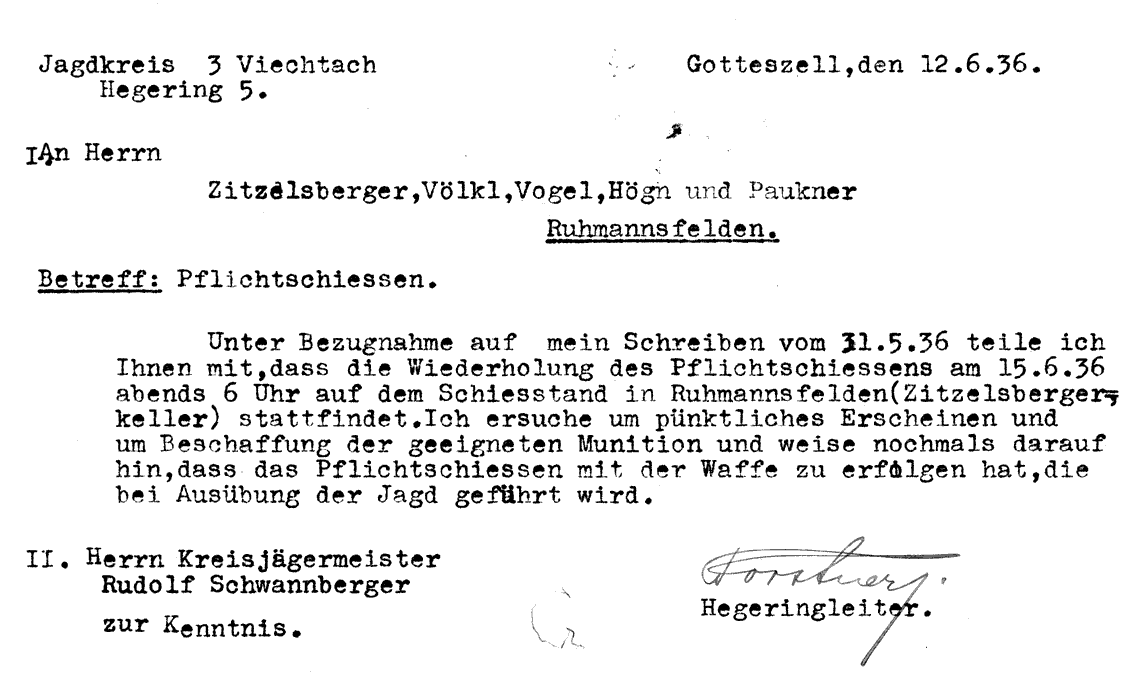 Jagdkreis 3 Viechtach Gotteszell,den 12.6.36.
Hegering 5.
IAn Herrn
Zitzelsberger,Völkl,Vogel,Högn und Paukner
Ruhmannsfelden.
Betreff: Pflichtschiessen.
Unter Bezugnahme auf mein Schreiben vom 31.5.36 teile ich
Ihnen mit,dass die Wiederholung des Pflichtschiessens am 15.6.36
abends 6 Uhr auf dem Schiesstand in Ruhmannsfelden(Zitzelsberger-
keller) stattfindet.Ich ersuche um pünktliches Erscheinen und
um Beschaffung der geeigneten Munition und weise nochmals darauf
hin,dass das Pflichtschiessen mit der Waffe zu erfolgen hat,die
bei Ausübung der Jagd geführt wird.
II. Herrn Kreisjägermeister
Rudolf Schwannberger
Hegeringleiter.
zur Kenntnis.